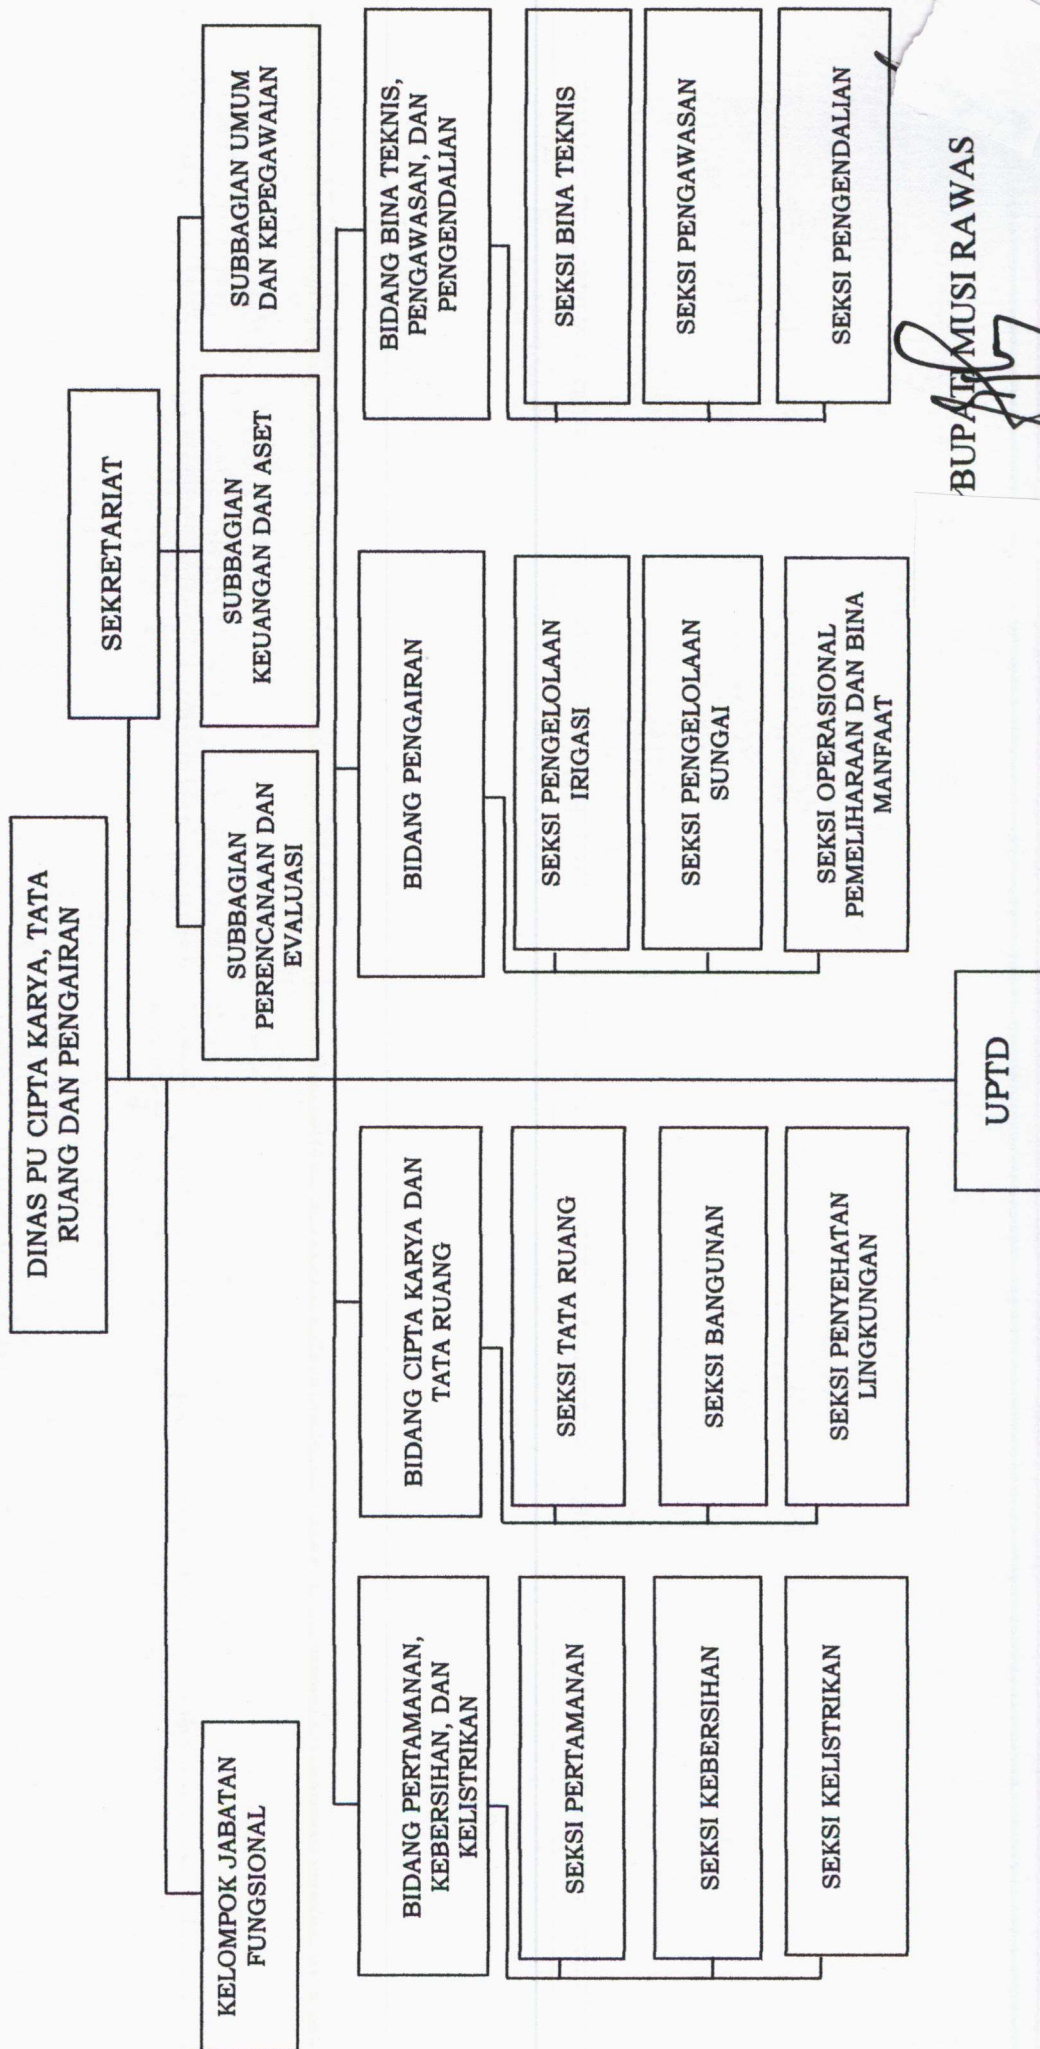 DINAS PU CIPTA KARYA, TATA
RUANG DAN PENGAIRAN
SEKRETARIAT
KELOMPOK JABATAN
FUNGSIONAL
SUBBAGIAN
PERENCANAAN DAN
EVALUASI
SUBBAGIAN
KEUANGAN DAN ASET
SUBBAGIAN UMUM
DAN KEPEGAWAIAN
BIDANG PERTAMANAN,
KEBERSIHAN, DAN
KELISTRIKAN
SEKSI PERTAMANAN
SEKSI KEBERSIHAN
SEKSI KELISTRIKAN
BIDANG CIPTA KARYA DAN
TATA RUANG
SEKSI TATA RUANG
SEKSI BANGUNAN
SEKSI PENYEHATAN
LINGKUNGAN
BIDANG PENGAIRAN
SEKSI PENGELOLAAN
IRIGASI
SEKSI PENGELOLAAN
SUNGAI
SEKSI OPERASIONAL
PEMELIHARAAN DAN BINA
MANFAAT
BIDANG BINA TEKNIS,
PENGAWASAN, DAN
PENGENDALIAN
SEKSI BINA TEKNIS
SEKSI PENGAWASAN
SEKSI PENGENDALIAN
UPTD
BUPATI MUSI RAWAS